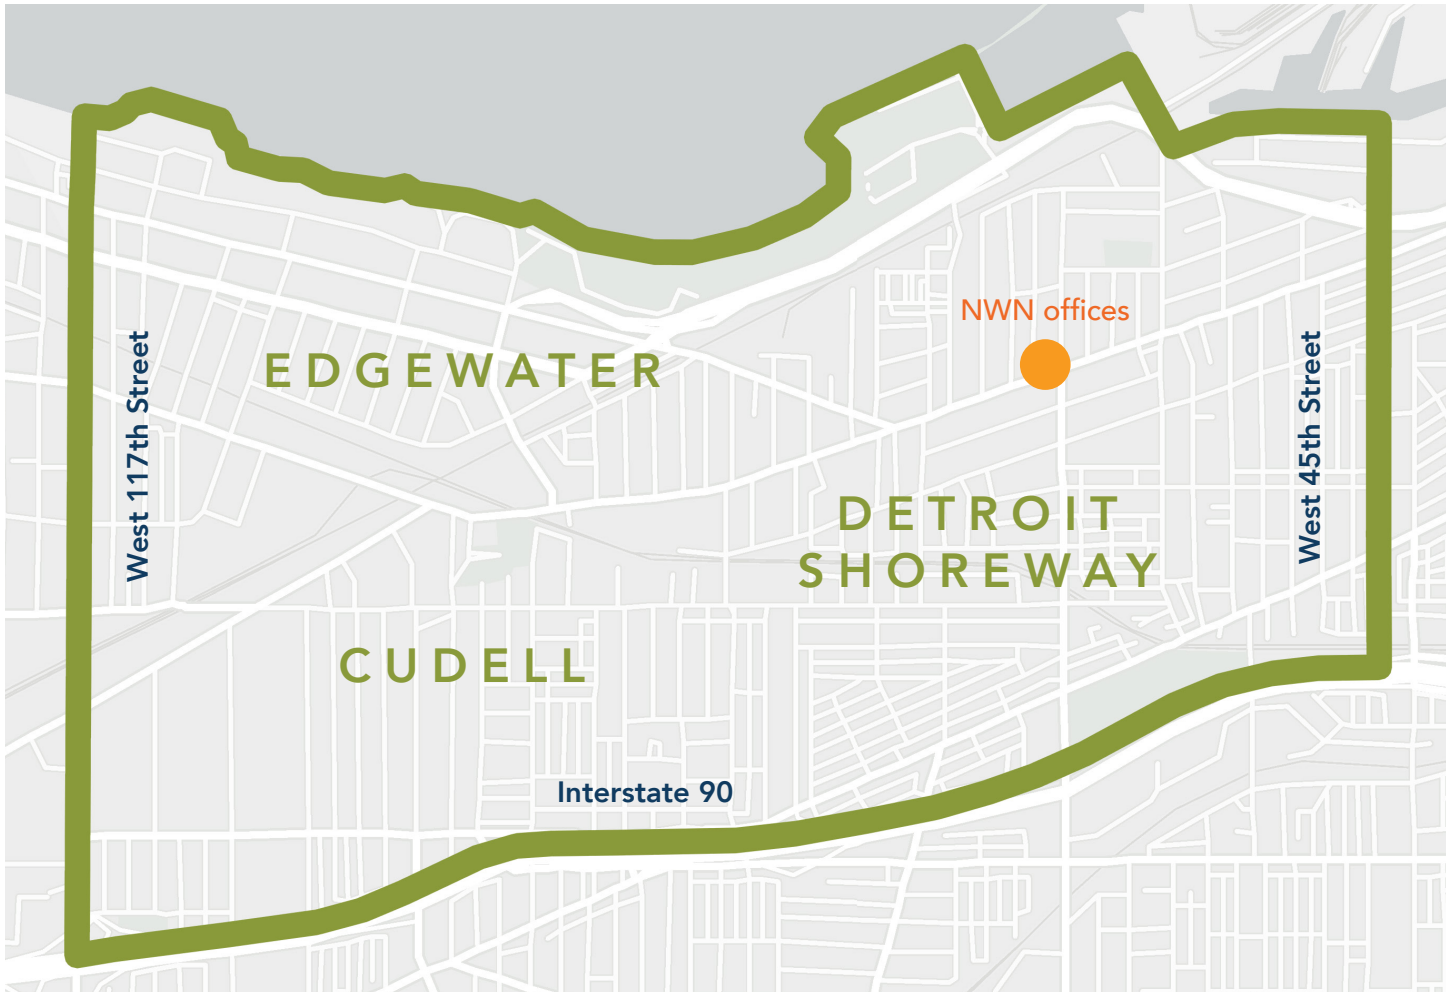 NWN offices
EDGEWATER
West 117th Street
West 45th Street
DETROIT
SHOREWAY
CUDELL
Interstate 90